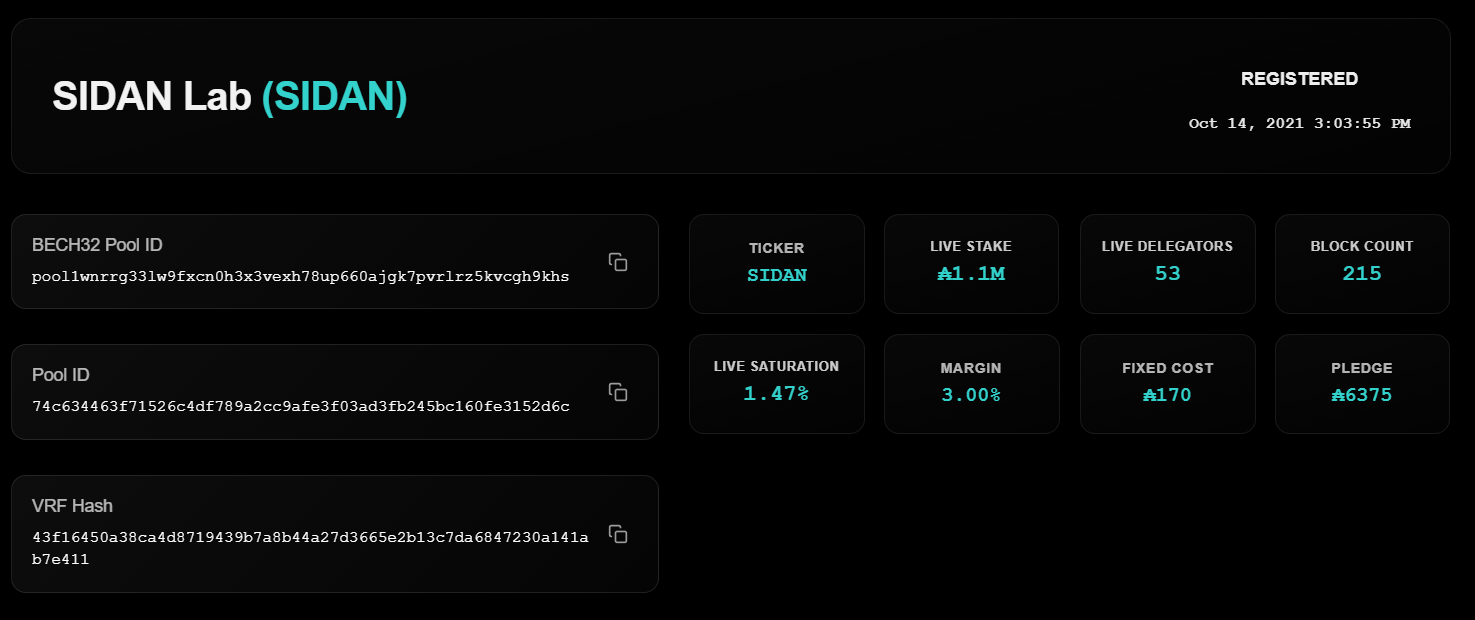 SIDAN Lab (SIDAN)
REGISTERED
Oct 14, 2021 3:03:55 PM
BECH32 Pool ID
pool1wnrrg33lw9fxcn0h3x3vexh78up660ajgk7pvrlrz5kvcgh9khs
Pool ID
74c634463f71526c4df789a2cc9afe3f03ad3fb245bc160fe3152d6c
VRF Hash
43f16450a38ca4d8719439b7a8b44a27d3665e2b13c7da6847230a141a
b7e411
TICKER
SIDAN
LIVE STAKE
₳1.1M
LIVE DELEGATORS
53
BLOCK COUNT
215
LIVE SATURATION
1.47%
MARGIN
3.00%
FIXED COST
₳170
PLEDGE
₳6375